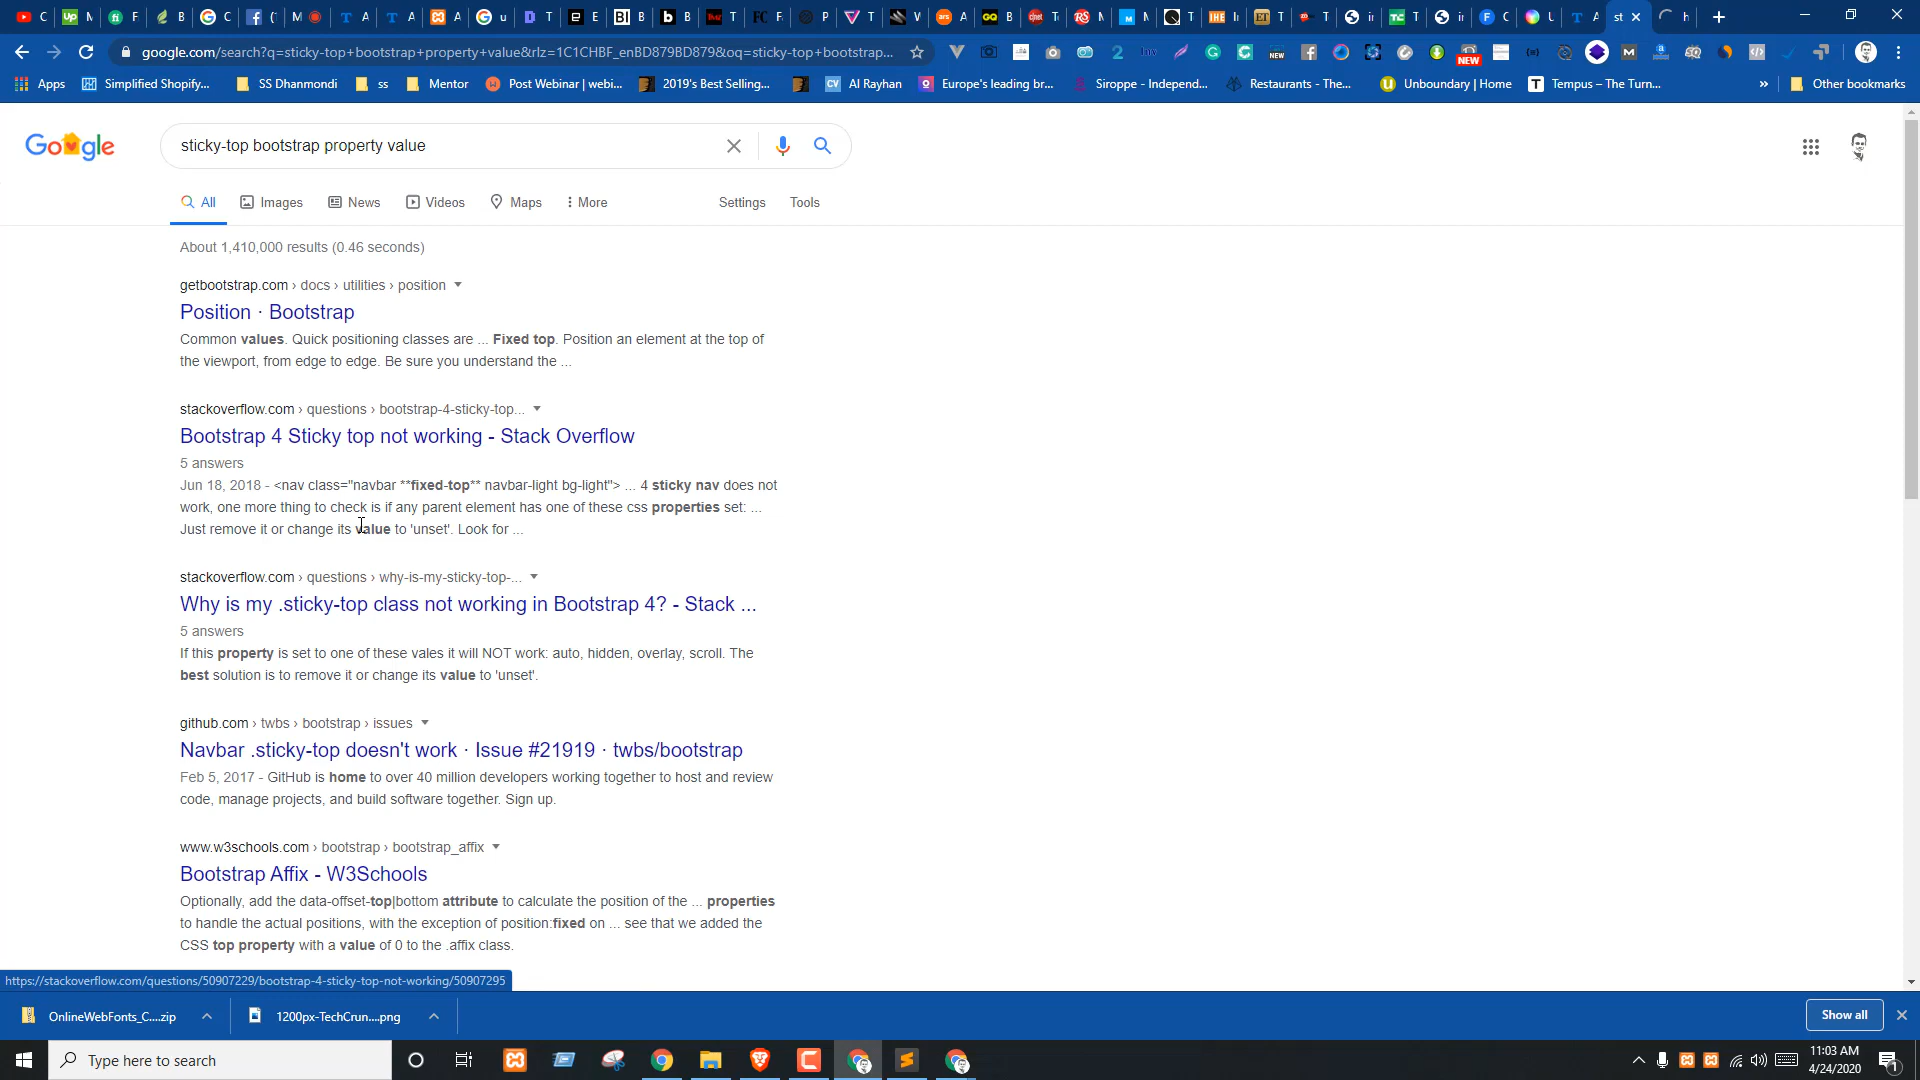 google.com/search?q=sticky-top+bootstrap+property+value&rlz=1C1CHBF_enBD879BD879&oq=sticky-top+bootstrap...
Apps
Simplified Shopify...
SS Dhanmondi
ss
Mentor
Post Webinar | webi...
2019's Best Selling...
Al Rayhan
Europe's leading br...
Siroppe - Independ...
Restaurants - The...
Unboundary | Home
Tempus – The Turn...
»
Other bookmarks
Google
sticky-top bootstrap property value
All
Images
News
Videos
Maps
More
Settings
Tools
About 1,410,000 results (0.46 seconds)
getbootstrap.com › docs › utilities › position
Position · Bootstrap
Common values. Quick positioning classes are ... Fixed top. Position an element at the top of
the viewport, from edge to edge. Be sure you understand the ...
stackoverflow.com › questions › bootstrap-4-sticky-top...
Bootstrap 4 Sticky top not working - Stack Overflow
5 answers
Jun 18, 2018 - <nav class="navbar **fixed-top** navbar-light bg-light"> ... 4 sticky nav does not
work, one more thing to check is if any parent element has one of these css properties set: ...
Just remove it or change its value to 'unset'. Look for ...
stackoverflow.com › questions › why-is-my-sticky-top-...
Why is my .sticky-top class not working in Bootstrap 4? - Stack ...
5 answers
If this property is set to one of these vales it will NOT work: auto, hidden, overlay, scroll. The
best solution is to remove it or change its value to 'unset'.
github.com › twbs › bootstrap › issues
Navbar .sticky-top doesn't work · Issue #21919 · twbs/bootstrap
Feb 5, 2017 - GitHub is home to over 40 million developers working together to host and review
code, manage projects, and build software together. Sign up.
www.w3schools.com › bootstrap › bootstrap_affix
Bootstrap Affix - W3Schools
Optionally, add the data-offset-top|bottom attribute to calculate the position of the ... properties
to handle the actual positions, with the exception of position:fixed on ... see that we added the
CSS top property with a value of 0 to the .affix class.
https://stackoverflow.com/questions/50907229/bootstrap-4-sticky-top-not-working/50907295
OnlineWebFonts_C....zip
1200px-TechCrun....png
Show all
Type here to search
11:03 AM
4/24/2020